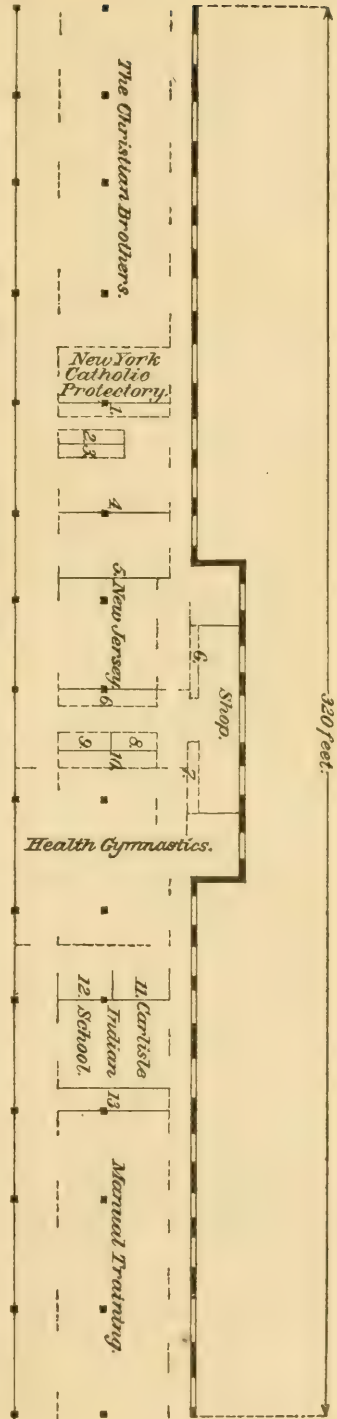 320 feet.
The Christian Brothers.
New York
Catholic
Protectory.
1.
2.
3.
4.
5. New Jersey.
6
6.
Shop.
7.
8
9
10
Health Gymnastics.
11. Carlisle
Indian
12. School.
13
Manual Training.